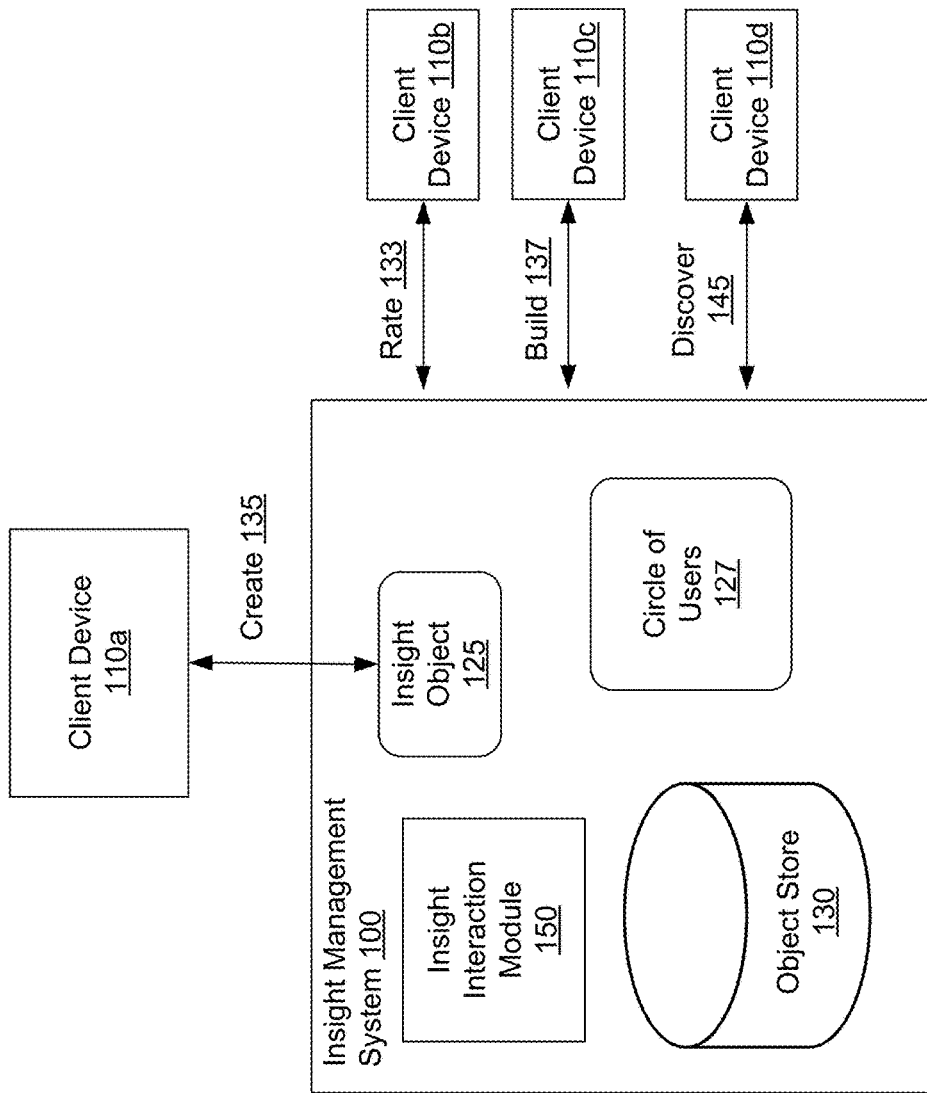 Client Device
110a
Create 135
Insight Management
System 100
Insight
Interaction
Module
150
Insight
Object
125
Object Store
130
Circle of
Users
127
Rate 133
Build 137
Discover
145
Client
Device 110b
Client
Device 110c
Client
Device 110d